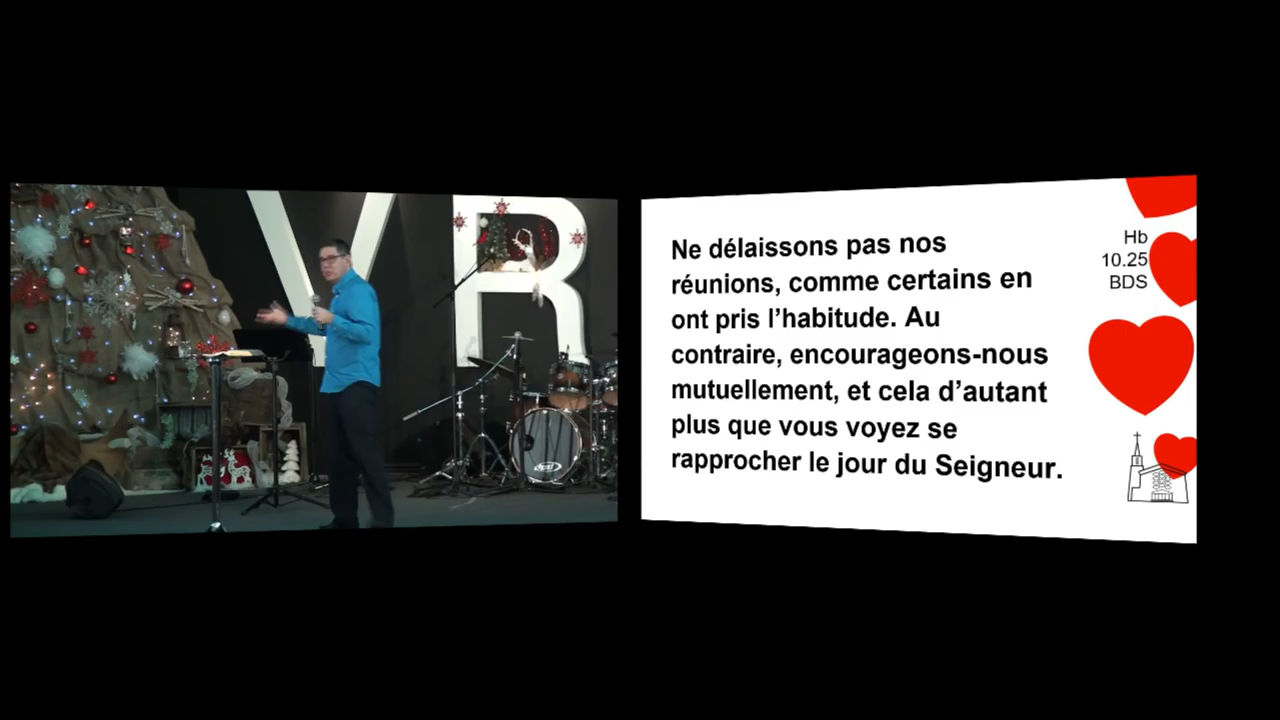 VR
Ne délaissons pas nos
réunions, comme certains en
ont pris l’habitude. Au
contraire, encourageons-nous
mutuellement, et cela d’autant
plus que vous voyez se
rapprocher le jour du Seigneur.
Hb
10.25
BDS